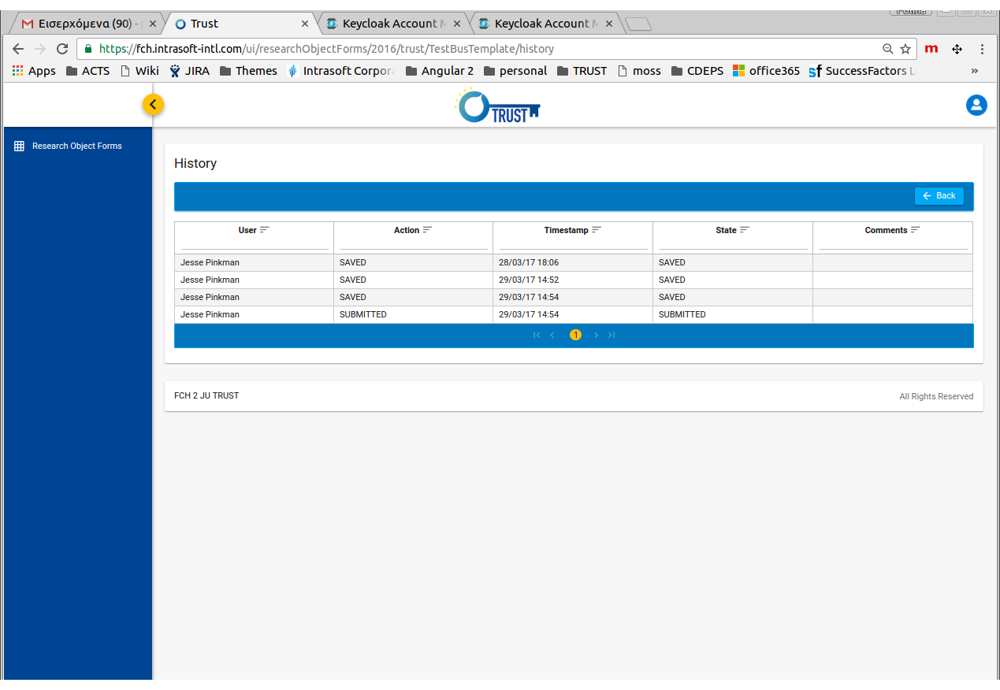 Εισερχόμενα (90) -
Trust
Keycloak Account
Keycloak Account
https://fch.intrasoft-intl.com/ui/researchObjectForms/2016/trust/TestBusTemplate/history
m
Apps ACTS Wiki JIRA Themes Intrasoft Angular 2 personal TRUST moss CDEPS office365 sf SuccessFactors »
TRUST
Research Object Forms
History
Back
User Action Timestamp State Comments
Jesse Pinkman SAVED 28/03/17 18:06 SAVED
Jesse Pinkman SAVED 29/03/17 14:52 SAVED
Jesse Pinkman SAVED 29/03/17 14:54 SAVED
Jesse Pinkman SUBMITTED 29/03/17 14:54 SUBMITTED
1
FCH 2 JU TRUST
All Rights Reserved